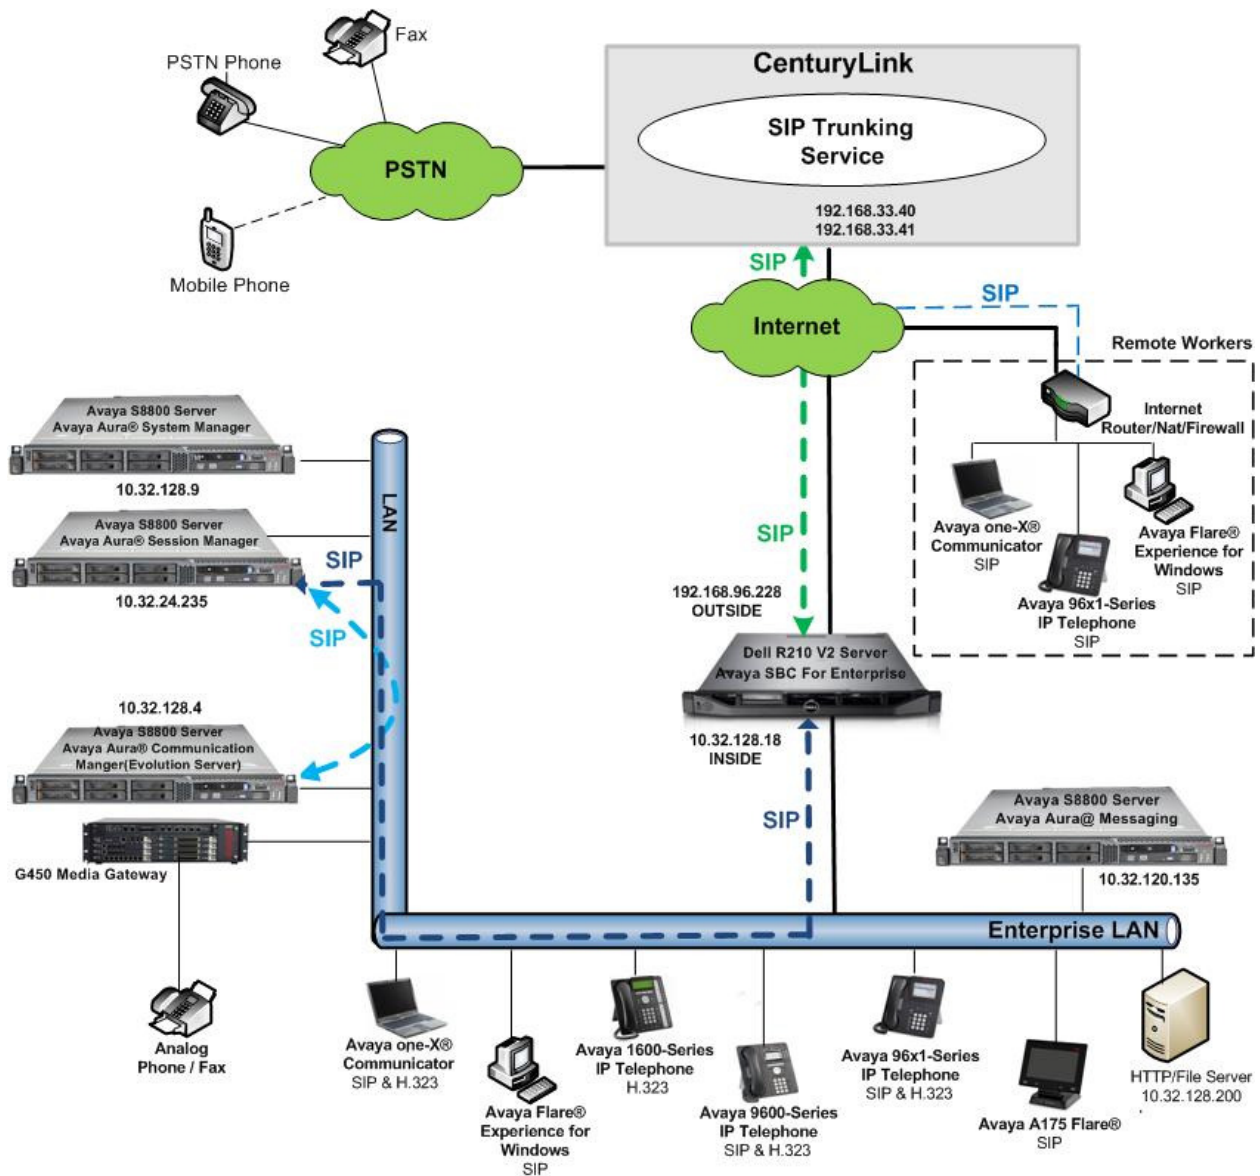 Fax
PSTN Phone
PSTN
Mobile Phone
CenturyLink
SIP Trunking
Service
192.168.33.40
192.168.33.41
SIP
Internet
SIP
Remote Workers
Internet
Router/Nat/Firewall
Avaya one-X®
Communicator
SIP
Avaya 96x1-Series
IP Telephone
SIP
Avaya Flare®
Experience for
Windows
SIP
Avaya S8800 Server
Avaya Aura® System Manager
10.32.128.9
Avaya S8800 Server
Avaya Aura® Session Manager
10.32.24.235
LAN
SIP
SIP
SIP
192.168.96.228
OUTSIDE
Dell R210 V2 Server
Avaya SBC For Enterprise
10.32.128.18
INSIDE
SIP
10.32.128.4
Avaya S8800 Server
Avaya Aura® Communication
Manger(Evolution Server)
G450 Media Gateway
Analog
Phone / Fax
Avaya S8800 Server
Avaya Aura@ Messaging
10.32.120.135
Enterprise LAN
Avaya one-X®
Communicator
SIP & H.323
Avaya Flare®
Experience for
Windows
SIP
Avaya 1600-Series
IP Telephone
H.323
Avaya 9600-Series
IP Telephone
SIP & H.323
Avaya 96x1-Series
IP Telephone
SIP & H.323
Avaya A175 Flare®
SIP
HTTP/File Server
10.32.128.200